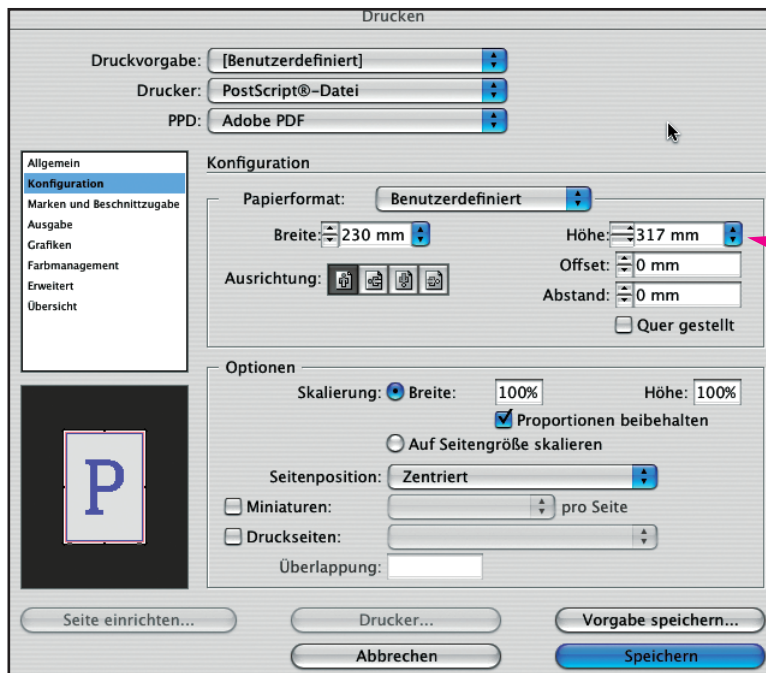 Drucken
Druckvorgabe: [Benutzerdefiniert]
Drucker: PostScript®-Datei
PPD: Adobe PDF
Allgemein
Konfiguration
Marken und Beschnittzugabe
Ausgabe
Grafiken
Farbmanagement
Erweitert
Übersicht
P
Konfiguration
Papierformat: Benutzerdefiniert
Breite: 230 mm Höhe: 317 mm
Ausrichtung: Offset: 0 mm
Abstand: 0 mm
Quer gestellt
Optionen
Skalierung: Breite: 100% Höhe: 100%
Proportionen beibehalten
Auf Seitengröße skalieren
Seitenposition: Zentriert
Miniaturen: pro Seite
Druckseiten:
Überlappung:
Seite einrichten... Drucker... Vorgabe speichern...
Abbrechen Speichern